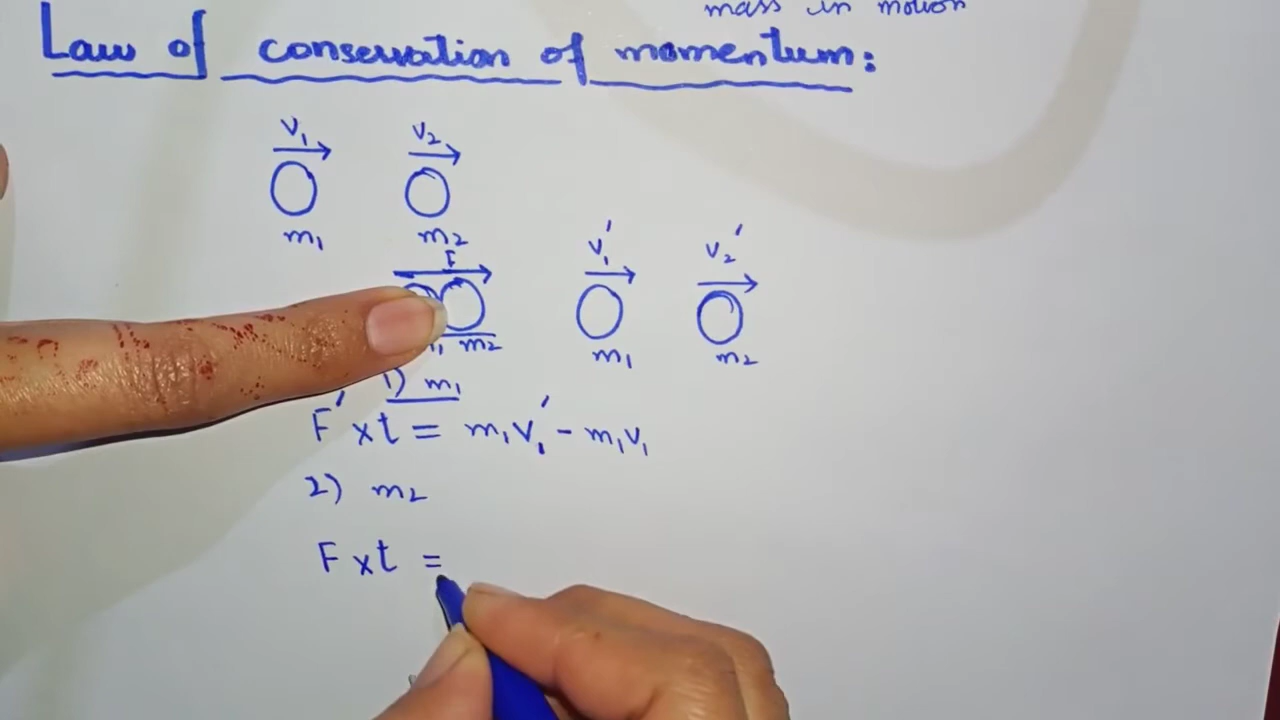 mass in motion
Law of conservation of momentum:
v₁ v₂
m₁ m₂
F v₁′ v₂′
m₂ m₁ m₂
1) m₁
F′ x t = m₁v₁′ - m₁v₁
2) m₂
F x t =